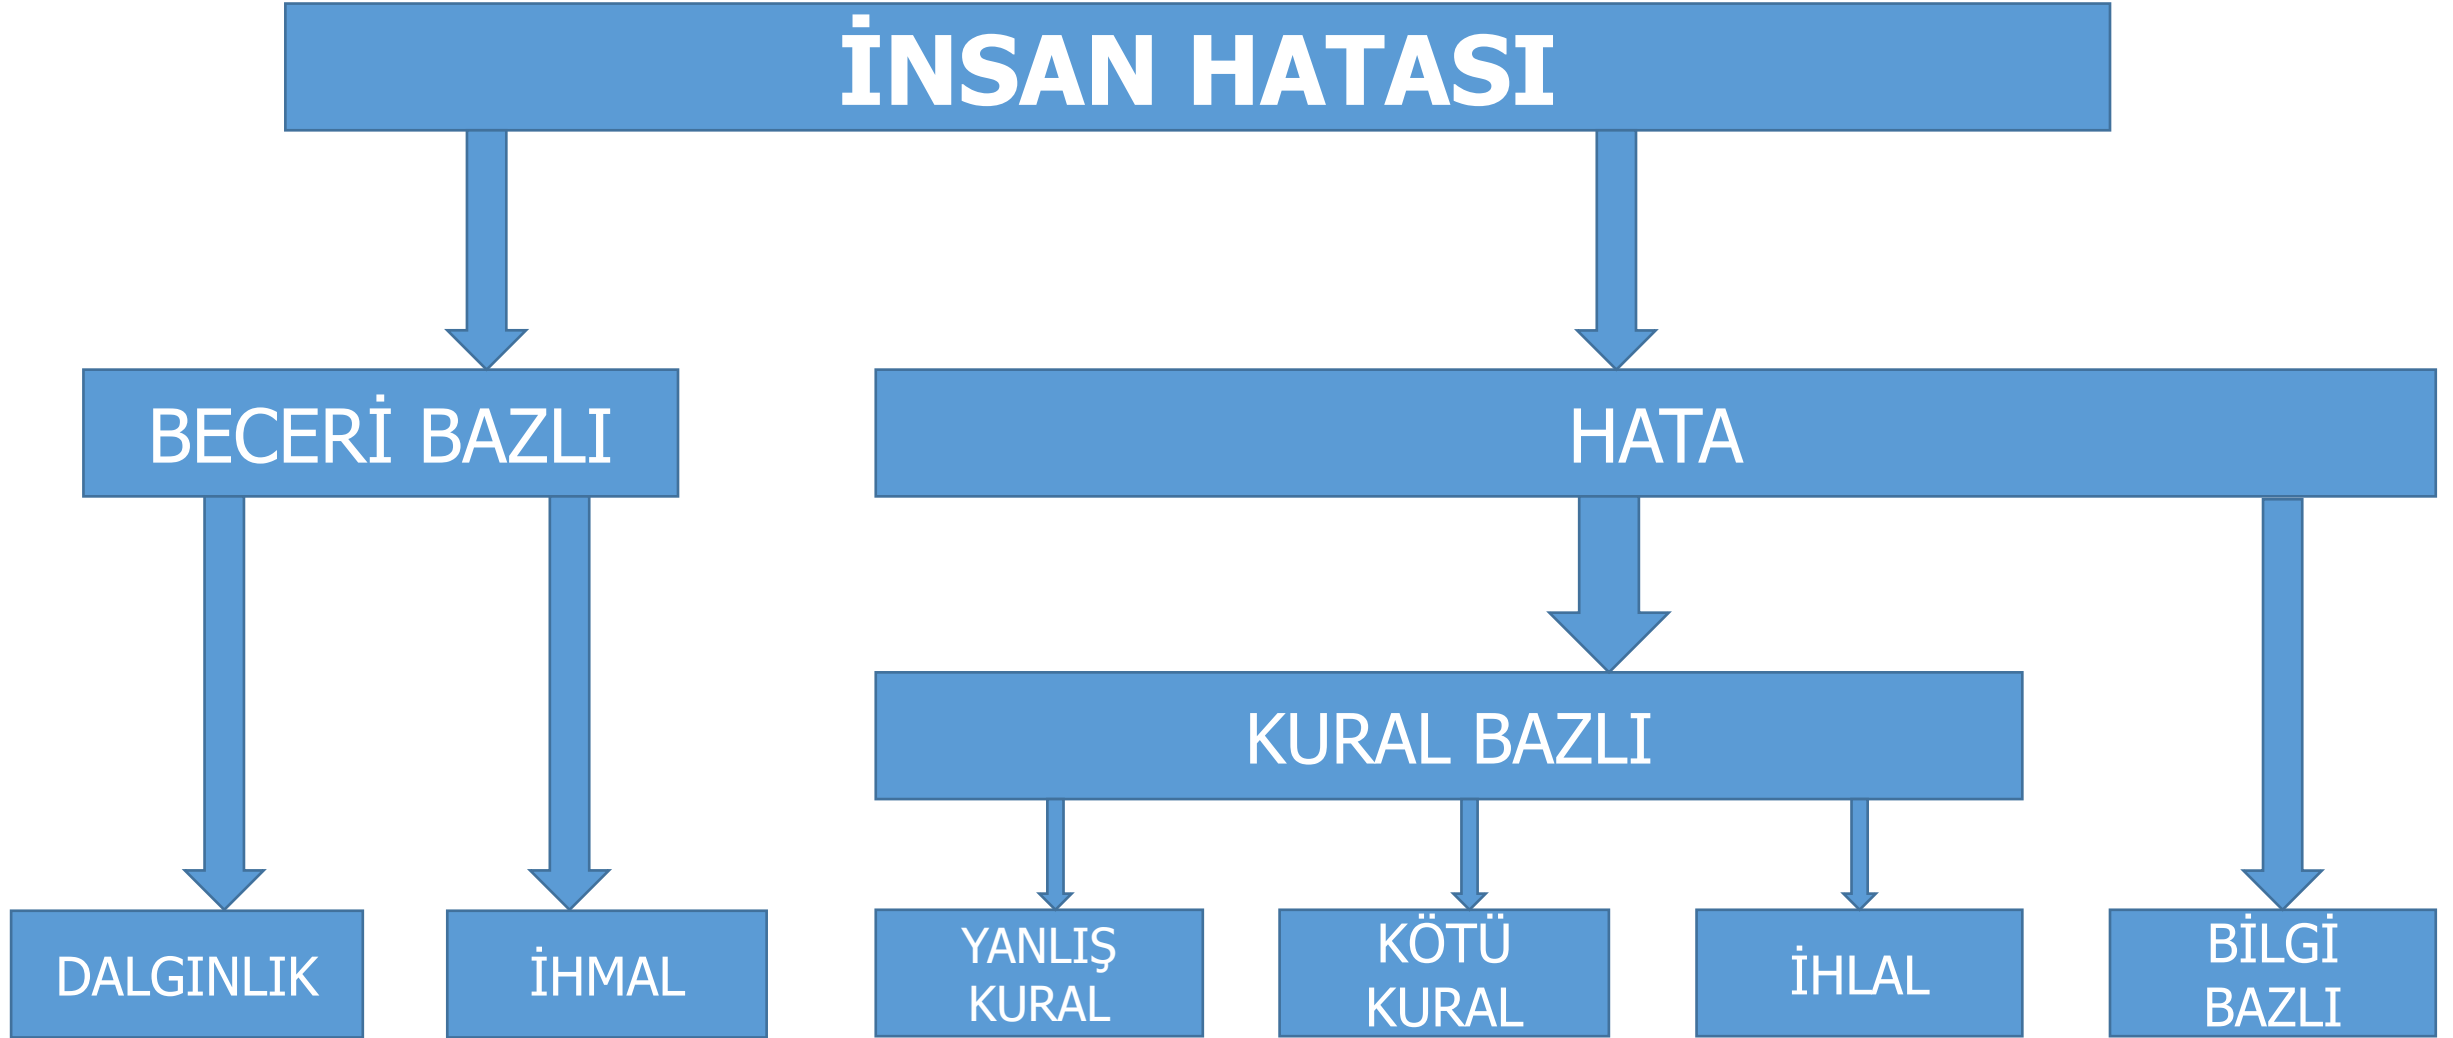 İNSAN HATASI
BECERİ BAZLI
HATA
KURAL BAZLI
DALGINLIK
İHMAL
YANLIŞ
KURAL
KÖTÜ
KURAL
İHLAL
BİLGİ
BAZLI